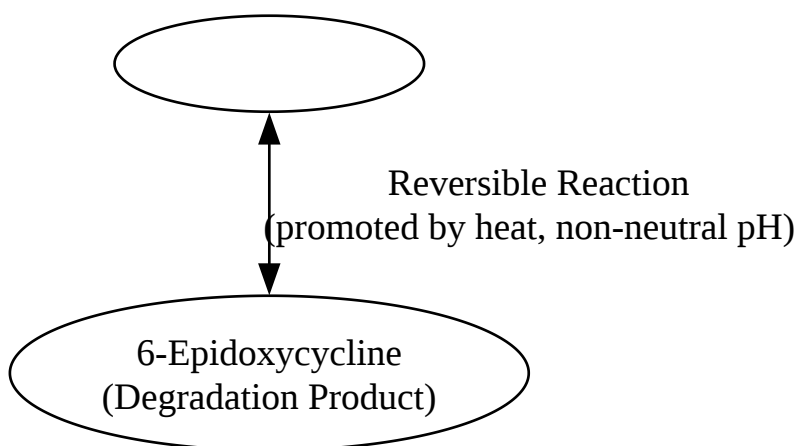 Reversible Reaction
(promoted by heat, non-neutral pH)
6-Epidoxycycline
(Degradation Product)